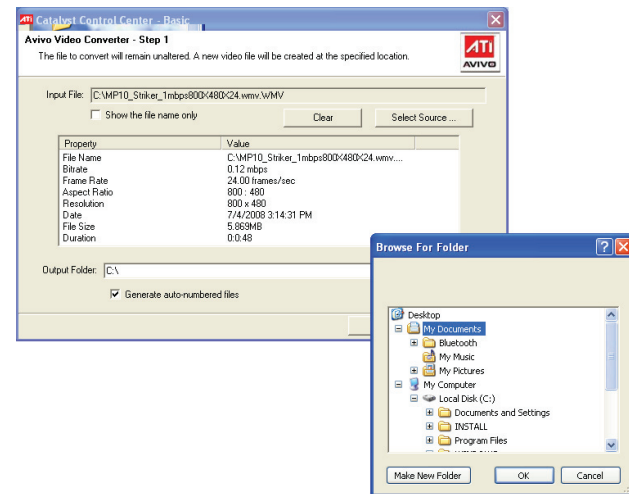 ATI Catalyst Control Center - Basic
Avivo Video Converter - Step 1
The file to convert will remain unaltered. A new video file will be created at the specified location.
ATI
AVIVO
Input File: C:\MP10_Striker_1mbps800X480X24.wmv.WMV
Show the file name only
Clear
Select Source ...
Property Value
File Name C:\MP10_Striker_1mbps800X480X24.wmv....
Bitrate 0.12 mbps
Frame Rate 24.00 frames/sec
Aspect Ratio 800 : 480
Resolution 800 x 480
Date 7/4/2008 3:14:31 PM
File Size 5.869MB
Duration 0:0:48
Output Folder: C:\
Generate auto-numbered files
Browse For Folder
Desktop
My Documents
Bluetooth
My Music
My Pictures
My Computer
Local Disk (C:)
Documents and Settings
INSTALL
Program Files
Make New Folder
OK
Cancel